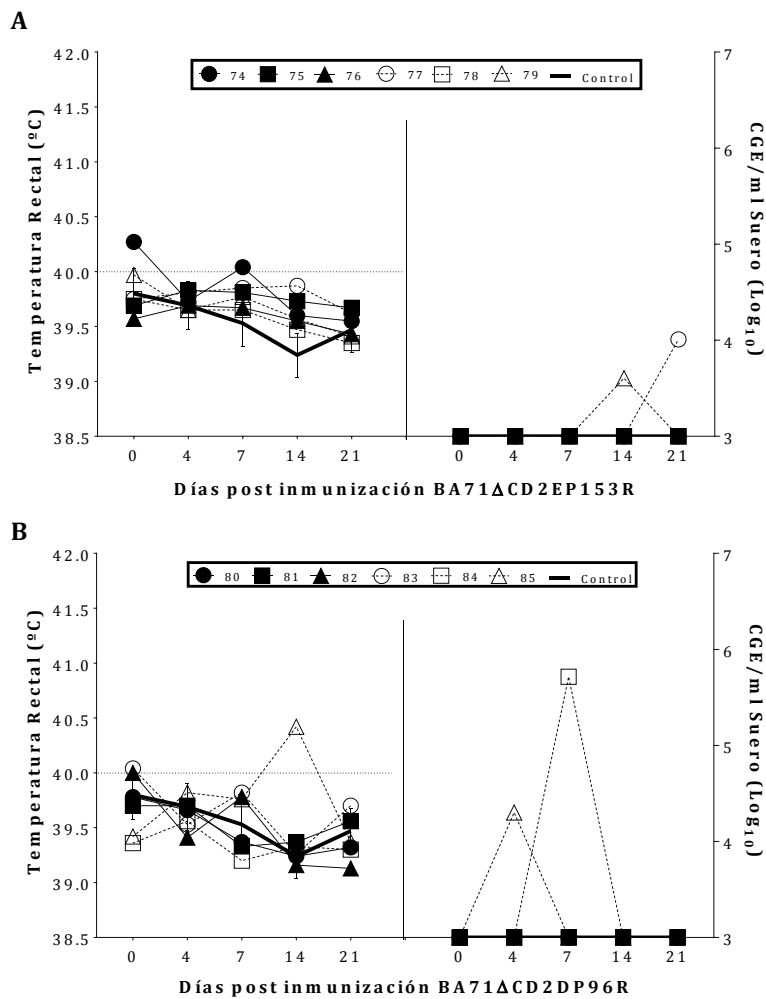 A
74 75 76 77 78 79 Control
42.0
41.5
41.0
40.5
40.0
39.5
39.0
38.5
Temperatura Rectal (ºC)
7
6
5
4
3
CGE/ml Suero (Log10)
0 4 7 14 21 0 4 7 14 21
Días post inmunización BA71ΔCD2EP153R
B
80 81 82 83 84 85 Control
42.0
41.5
41.0
40.5
40.0
39.5
39.0
38.5
Temperatura Rectal (ºC)
7
6
5
4
3
CGE/ml Suero (Log10)
0 4 7 14 21 0 4 7 14 21
Días post inmunización BA71ΔCD2DP96R